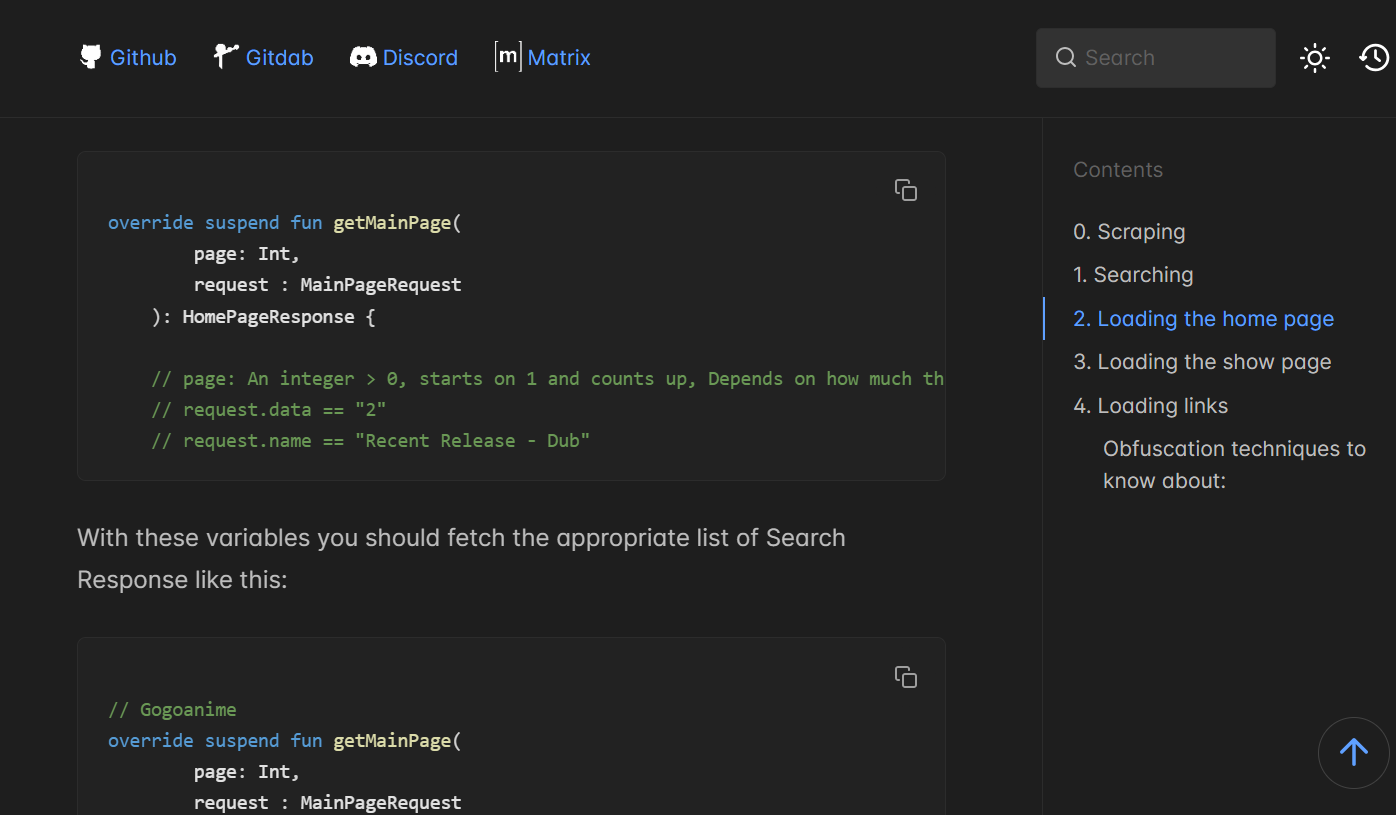 Github Gitdab Discord [m] Matrix Search
override suspend fun getMainPage(
page: Int,
request : MainPageRequest
): HomePageResponse {
// page: An integer > 0, starts on 1 and counts up, Depends on how much th
// request.data == "2"
// request.name == "Recent Release - Dub"
With these variables you should fetch the appropriate list of Search
Response like this:
// Gogoanime
override suspend fun getMainPage(
page: Int,
request : MainPageRequest
Contents
0. Scraping
1. Searching
2. Loading the home page
3. Loading the show page
4. Loading links
Obfuscation techniques to
know about: